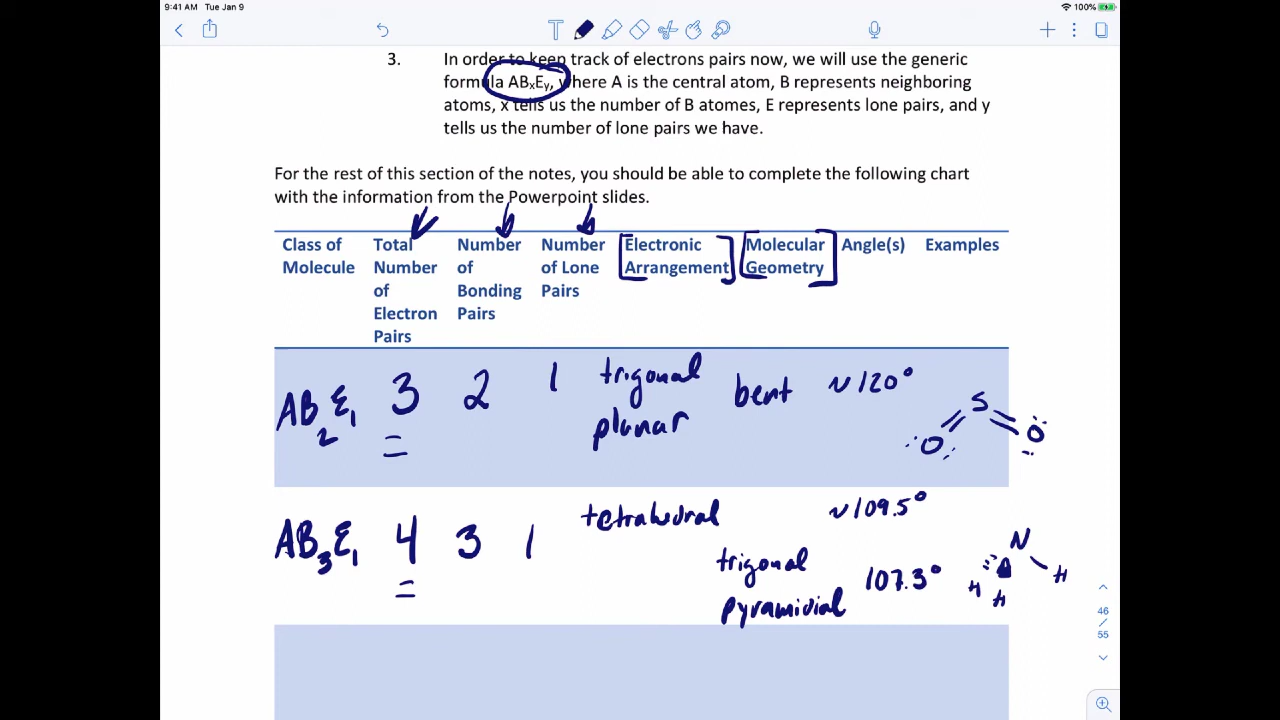 9:41 AM Tue Jan 9
100%
3. In order to keep track of electrons pairs now, we will use the generic
formula ABxEy, where A is the central atom, B represents neighboring
atoms, x tells us the number of B atomes, E represents lone pairs, and y
tells us the number of lone pairs we have.
For the rest of this section of the notes, you should be able to complete the following chart
with the information from the Powerpoint slides.
Class of Molecule
Total Number of Electron Pairs
Number of Bonding Pairs
Number of Lone Pairs
Electronic Arrangement
Molecular Geometry
Angle(s)
Examples
AB2E1 3 2 1 trigonal planar bent ~120° S O O
AB3E1 4 3 1 tetrahedral trigonal pyramidial ~109.5° 107.3° N H H H
46
/
55